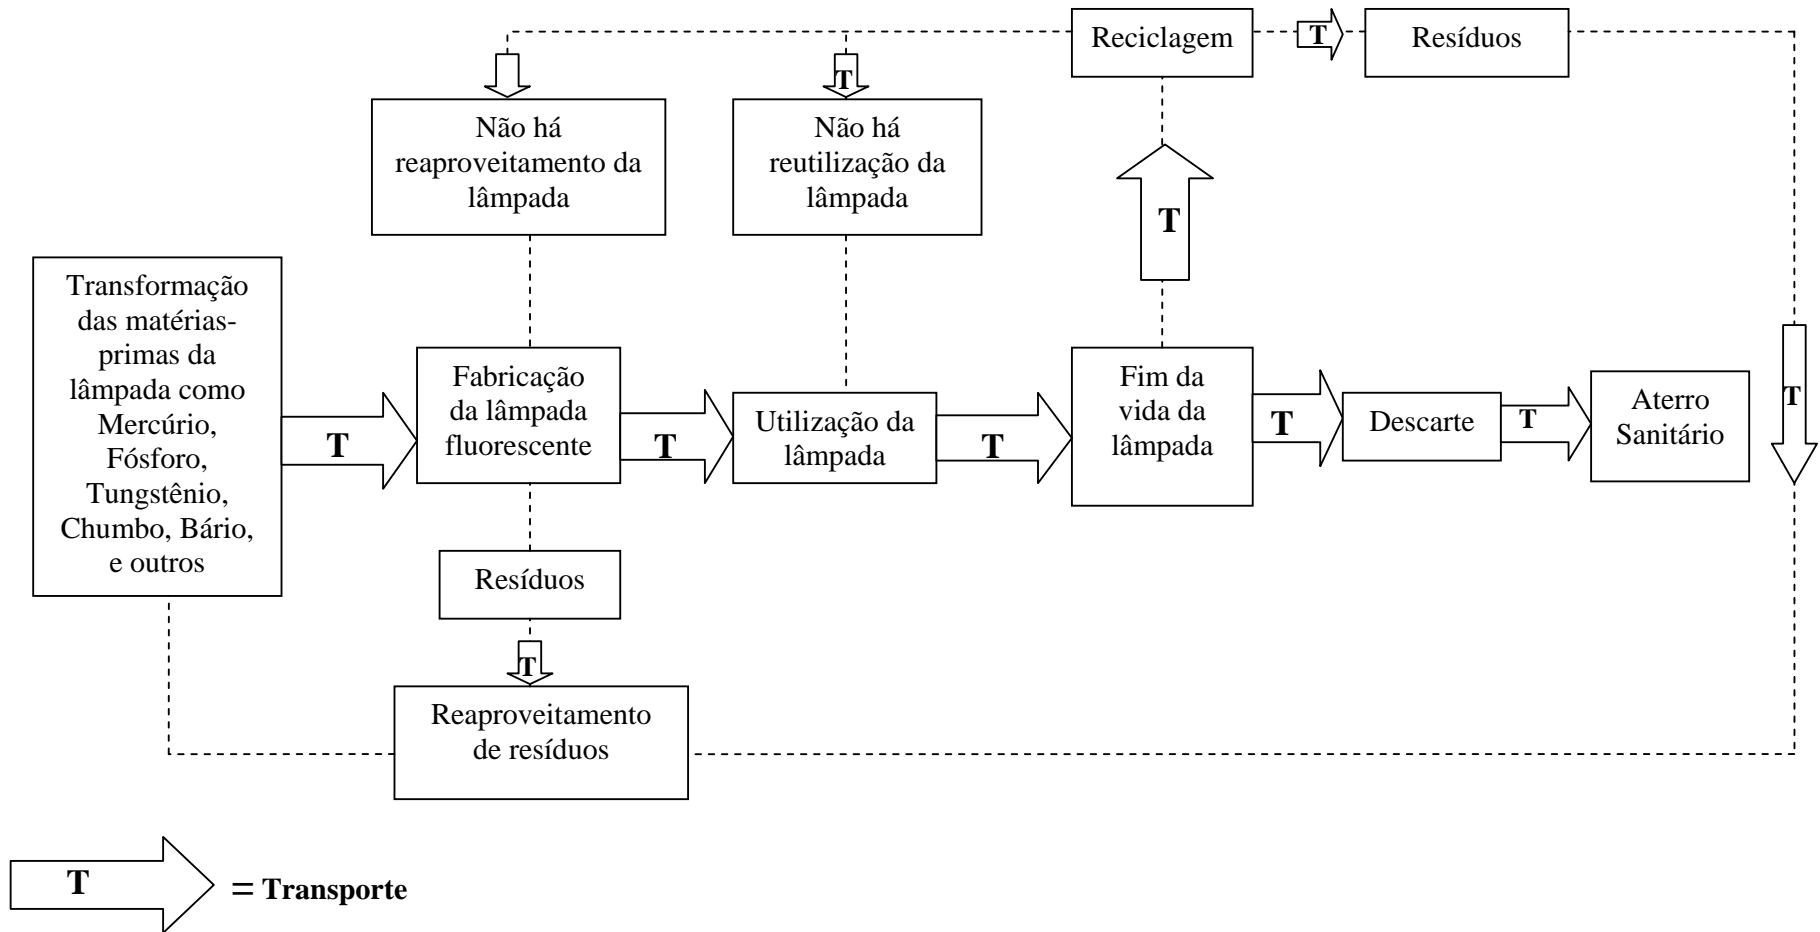 Reciclagem
T
Resíduos
T
Não há
reaproveitamento da
lâmpada
Não há
reutilização da
lâmpada
T
Transformação
das matérias-
primas da
lâmpada como
Mercúrio,
Fósforo,
Tungstênio,
Chumbo, Bário,
e outros
T
Fabricação
da lâmpada
fluorescente
T
Utilização da
lâmpada
T
Fim da
vida da
lâmpada
T
Descarte
T
Aterro
Sanitário
T
Resíduos
T
Reaproveitamento
de resíduos
T
= Transporte